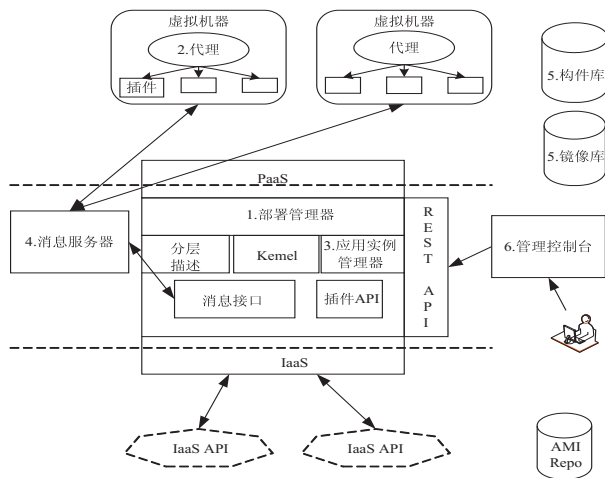 虚拟机器
虚拟机器
2.代理
代理
插件
5.构件库
5.镜像库
PaaS
1.部署管理器
4.消息服务器
分层
描述
Kemel
3.应用实例
管理器
REST API
6.管理控制台
消息接口
插件API
IaaS
IaaS API
IaaS API
AMI
Repo